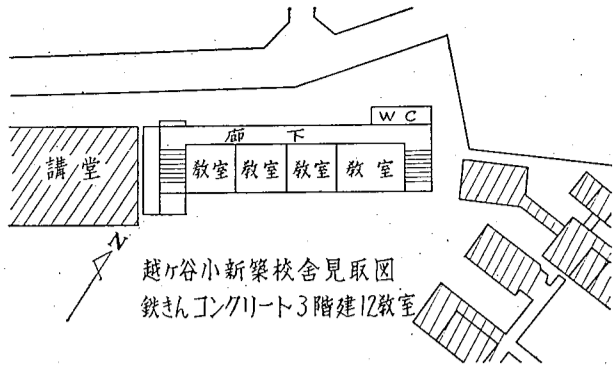 WC
廊下
講堂
教室 教室 教室 教室
N
越ヶ谷小新築校舎見取図
鉄きんコンクリート3階建12教室